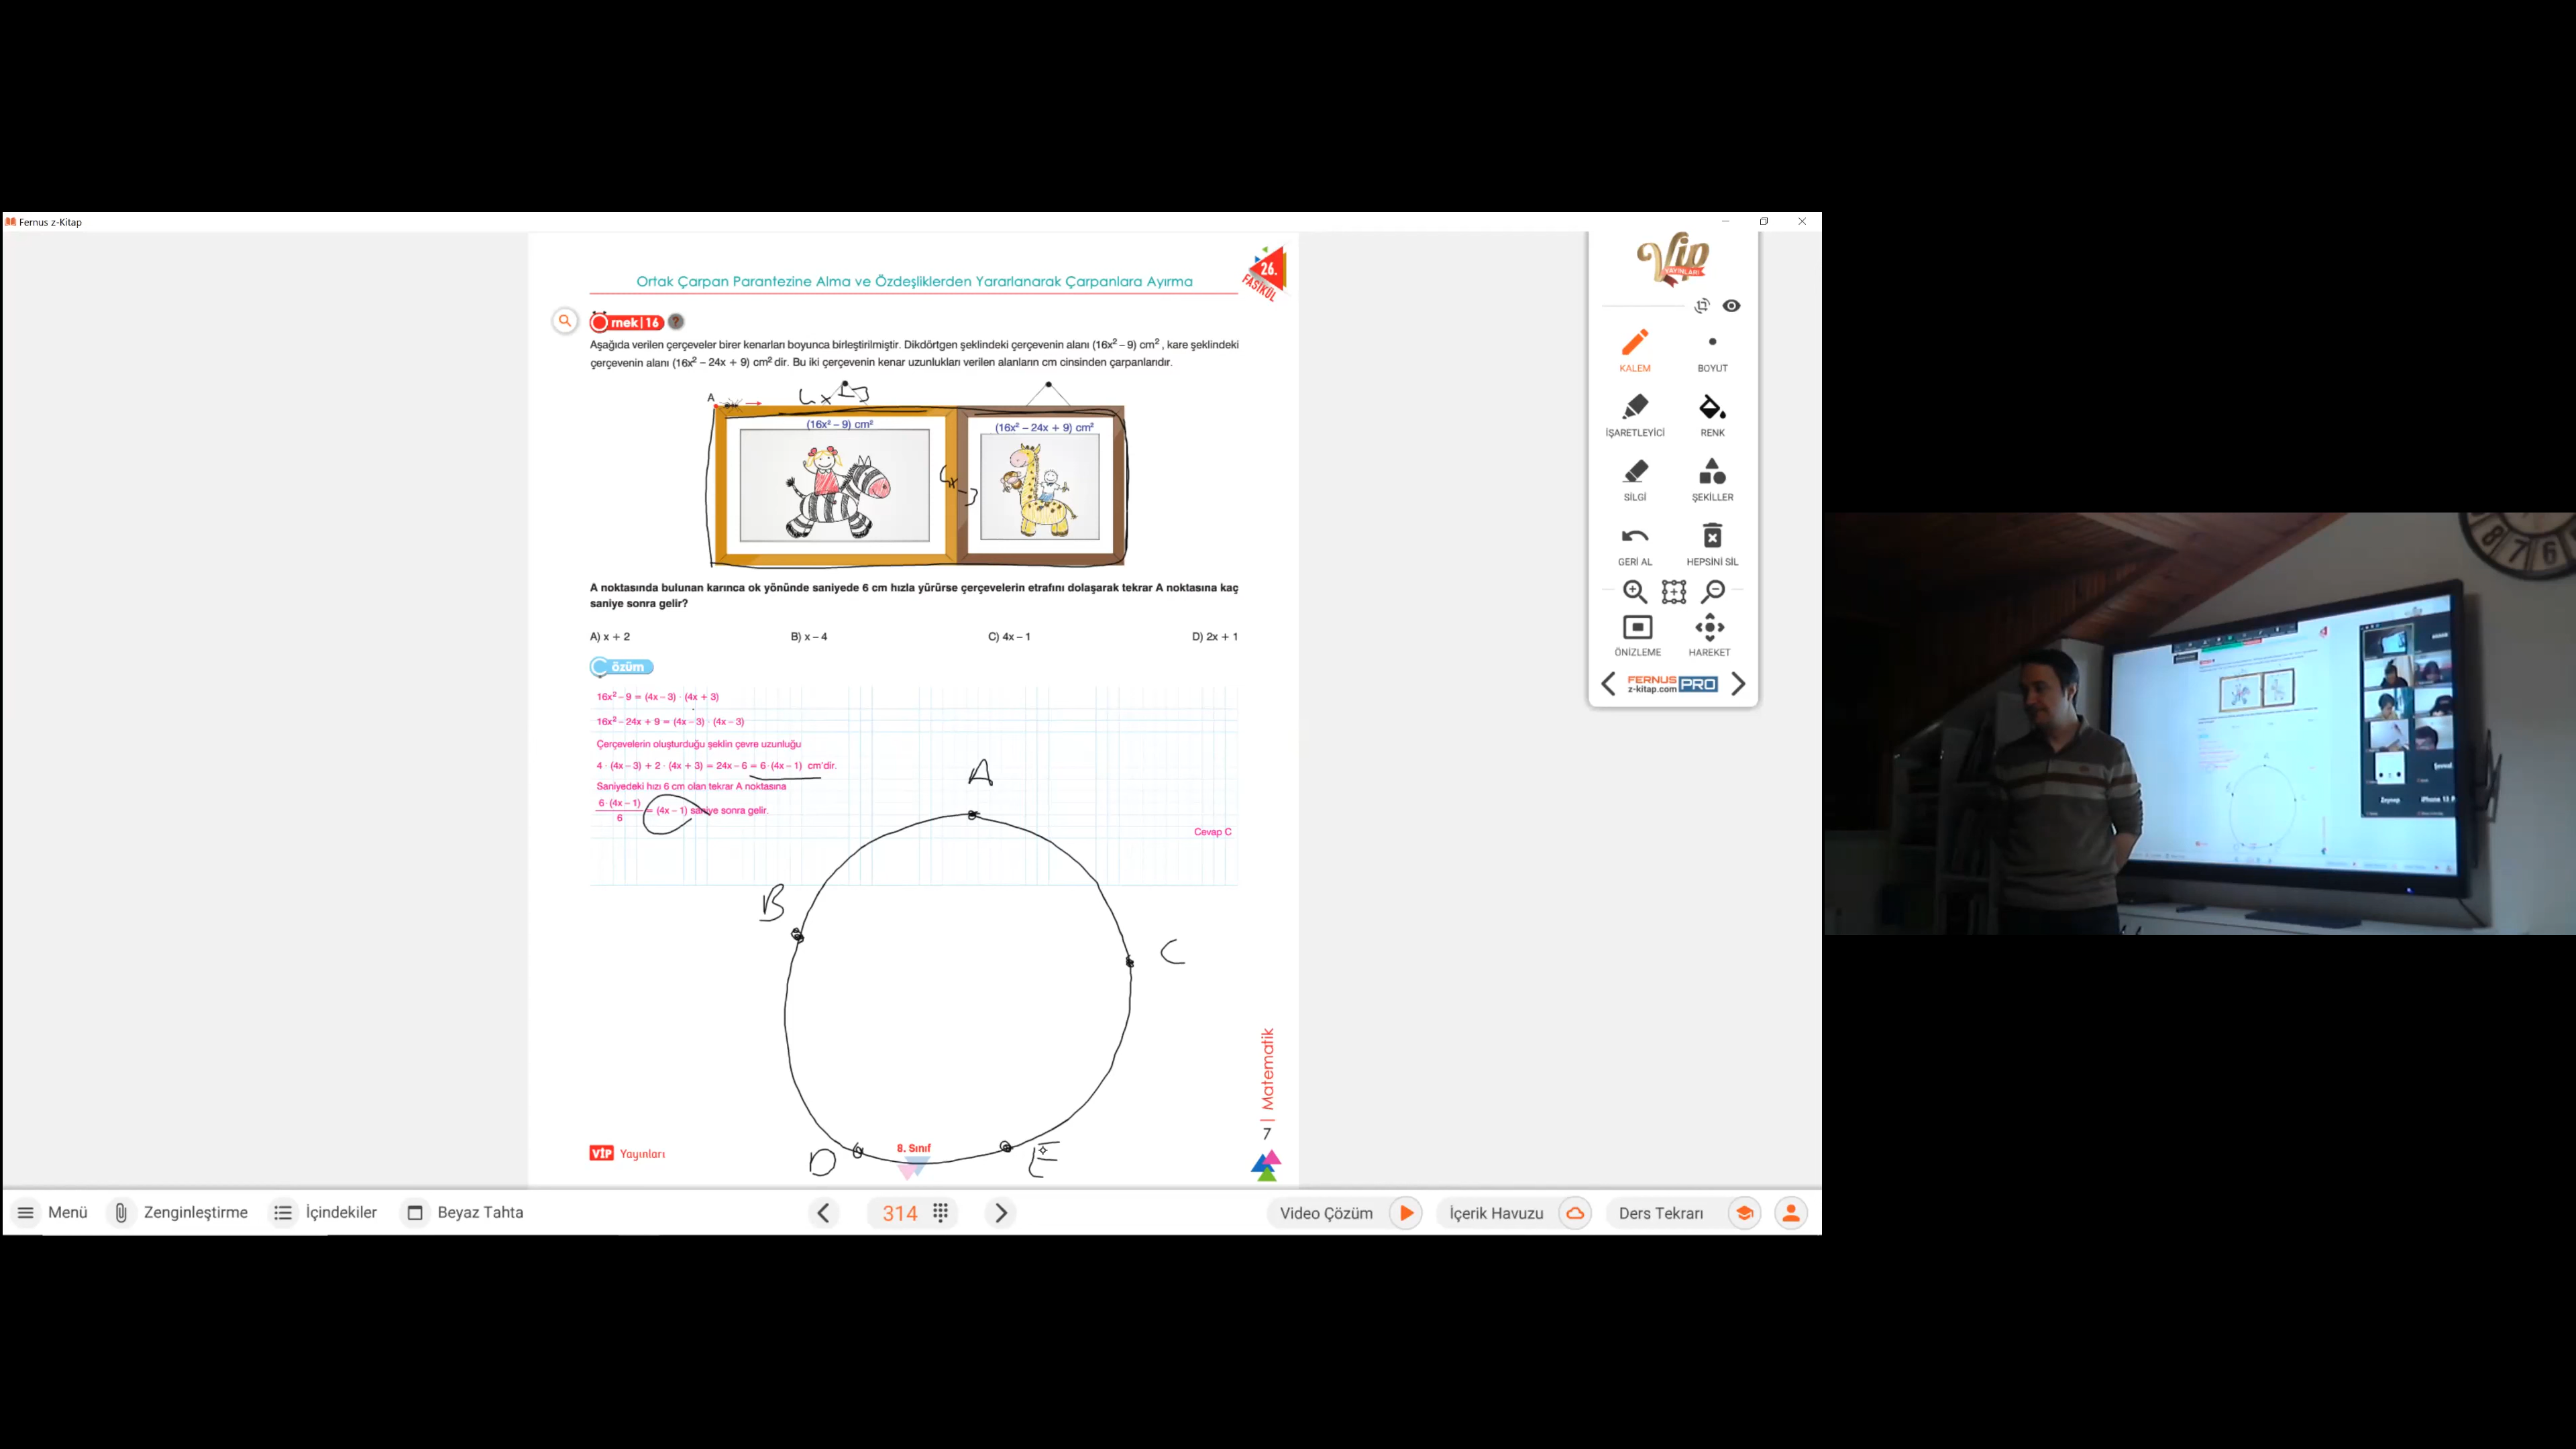 Fernus z-Kitap
Ortak Çarpan Parantezine Alma ve Özdeşliklerden Yararlanarak Çarpanlara Ayırma
26.
FASİKÜL
Örnek|16 ?
Aşağıda verilen çerçeveler birer kenarları boyunca birleştirilmiştir. Dikdörtgen şeklindeki çerçevenin alanı (16x² – 9) cm², kare şeklindeki
çerçevenin alanı (16x² – 24x + 9) cm² dir. Bu iki çerçevenin kenar uzunlukları verilen alanların cm cinsinden çarpanlarıdır.
A
(16x² – 9) cm²
(16x² – 24x + 9) cm²
A noktasında bulunan karınca ok yönünde saniyede 6 cm hızla yürürse çerçevelerin etrafını dolaşarak tekrar A noktasına kaç
saniye sonra gelir?
A) x + 2
B) x – 4
C) 4x – 1
D) 2x + 1
Çözüm
16x² – 9 = (4x – 3) · (4x + 3)
16x² – 24x + 9 = (4x – 3) · (4x – 3)
Çerçevelerin oluşturduğu şeklin çevre uzunluğu
4 · (4x – 3) + 2 · (4x + 3) = 24x – 6 = 6 · (4x – 1) cm'dir.
Saniyedeki hızı 6 cm olan tekrar A noktasına
6 · (4x – 1)
6
= (4x – 1) saniye sonra gelir.
Cevap C
A
B
C
D
E
Matematik
7
VİP Yayınları
8. Sınıf
Vip
YAYINLARI
KALEM
BOYUT
İŞARETLEYİCİ
RENK
SİLGİ
ŞEKİLLER
GERİ AL
HEPSİNİ SİL
ÖNİZLEME
HAREKET
FERNUS
z-kitap.com PRO
Menü
Zenginleştirme
İçindekiler
Beyaz Tahta
314
Video Çözüm
İçerik Havuzu
Ders Tekrarı
8 7 6
Zeynep